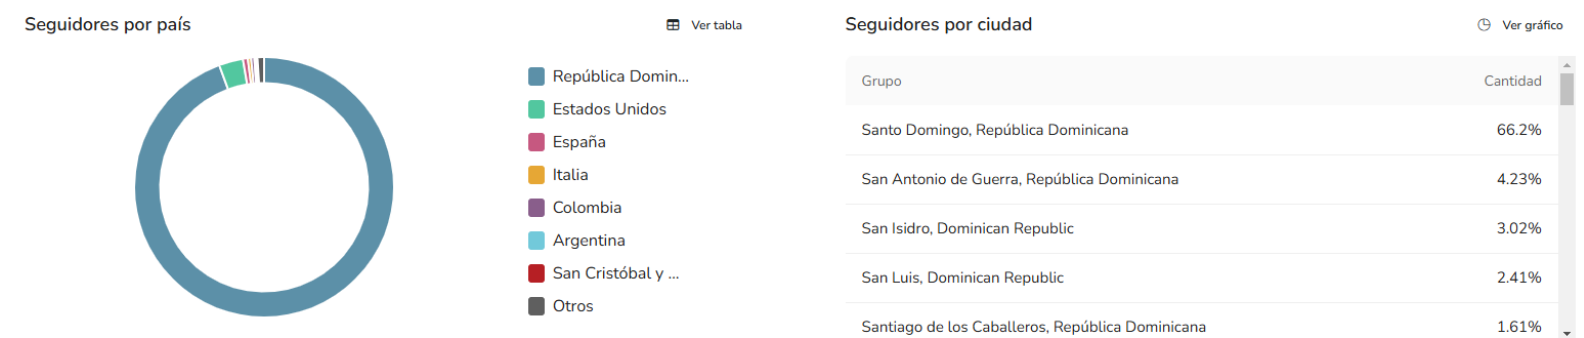 Seguidores por país
Ver tabla
República Domin...
Estados Unidos
España
Italia
Colombia
Argentina
San Cristóbal y ...
Otros
Seguidores por ciudad
Ver gráfico
Grupo Cantidad
Santo Domingo, República Dominicana 66.2%
San Antonio de Guerra, República Dominicana 4.23%
San Isidro, Dominican Republic 3.02%
San Luis, Dominican Republic 2.41%
Santiago de los Caballeros, República Dominicana 1.61%